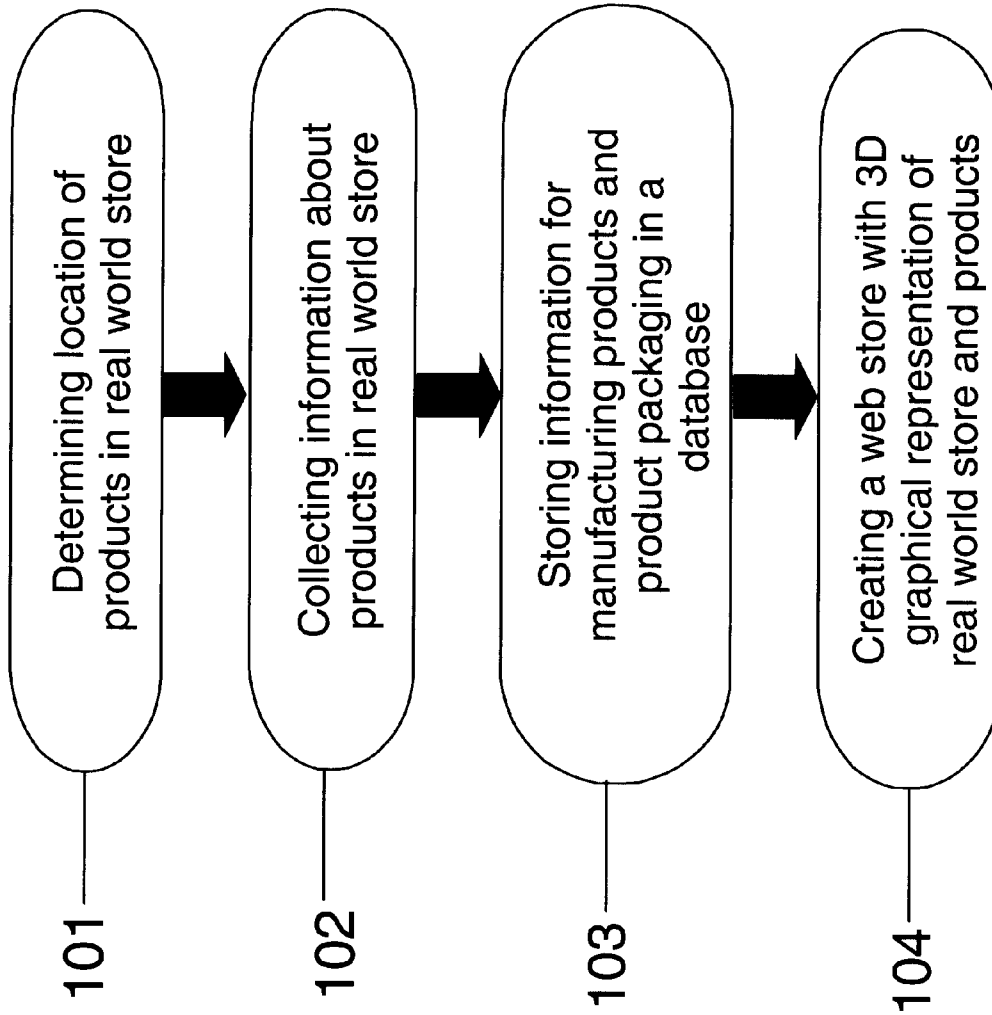 101
Determining location of
products in real world store
102
Collecting information about
products in real world store
103
Storing information for
manufacturing products and
product packaging in a
database
104
Creating a web store with 3D
graphical representation of
real world store and products